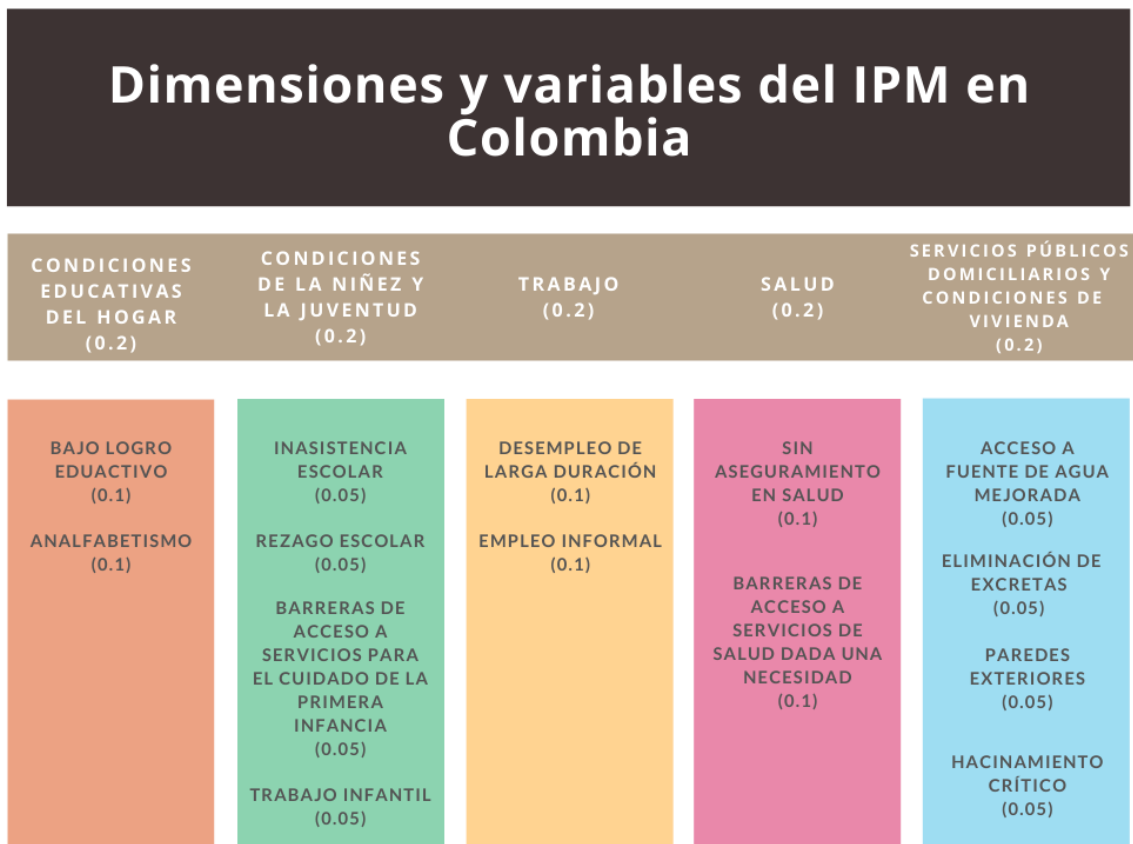 Dimensiones y variables del IPM en
Colombia
CONDICIONES
EDUCATIVAS
DEL HOGAR
(0.2)
CONDICIONES
DE LA NIÑEZ Y
LA JUVENTUD
(0.2)
TRABAJO
(0.2)
SALUD
(0.2)
SERVICIOS PÚBLICOS
DOMICILIARIOS Y
CONDICIONES DE
VIVIENDA
(0.2)
BAJO LOGRO
EDUACTIVO
(0.1)
ANALFABETISMO
(0.1)
INASISTENCIA
ESCOLAR
(0.05)
REZAGO ESCOLAR
(0.05)
BARRERAS DE
ACCESO A
SERVICIOS PARA
EL CUIDADO DE LA
PRIMERA
INFANCIA
(0.05)
TRABAJO INFANTIL
(0.05)
DESEMPLEO DE
LARGA DURACIÓN
(0.1)
EMPLEO INFORMAL
(0.1)
SIN
ASEGURAMIENTO
EN SALUD
(0.1)
BARRERAS DE
ACCESO A
SERVICIOS DE
SALUD DADA UNA
NECESIDAD
(0.1)
ACCESO A
FUENTE DE AGUA
MEJORADA
(0.05)
ELIMINACIÓN DE
EXCRETAS
(0.05)
PAREDES
EXTERIORES
(0.05)
HACINAMIENTO
CRÍTICO
(0.05)